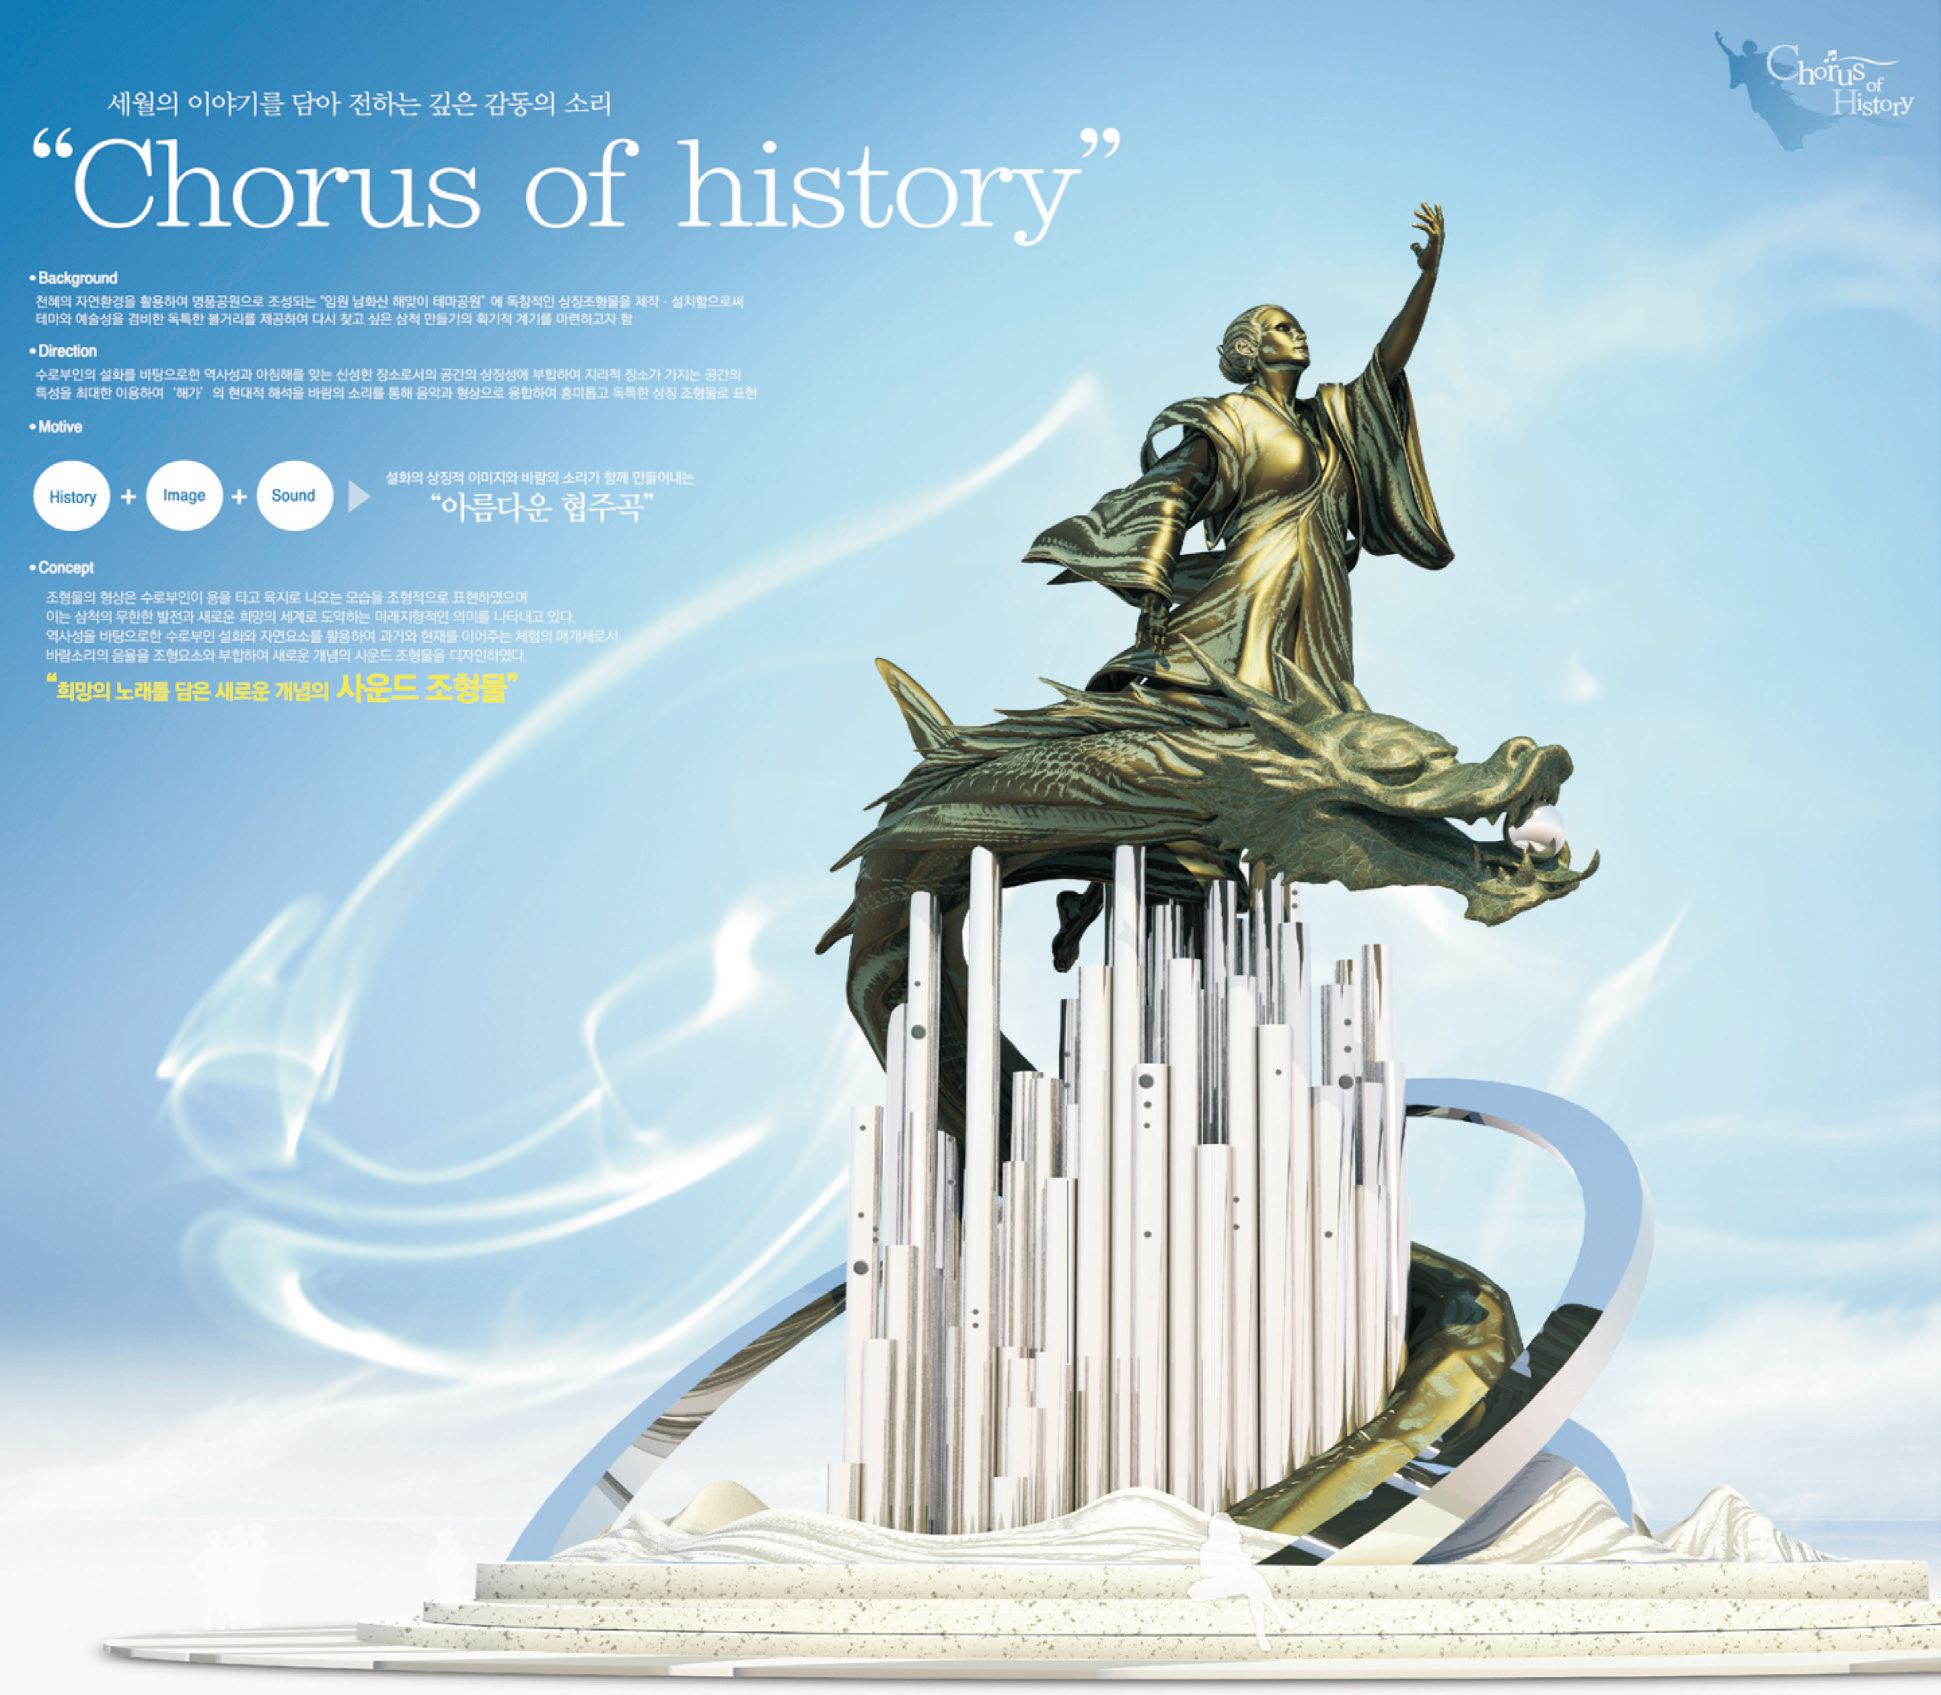 세월의 이야기를 담아 전하는 깊은 감동의 소리
“Chorus of history”
Chorus of History
• Background
천혜의 자연환경을 활용하여 명품공원으로 조성되는 “임원 남화산 해맞이 테마공원” 에 독창적인 상징조형물을 제작 · 설치함으로써
테마와 예술성을 겸비한 독특한 볼거리를 제공하여 다시 찾고 싶은 삼척 만들기의 획기적 계기를 마련하고자 함
• Direction
수로부인의 설화를 바탕으로한 역사성과 아침해를 맞는 신성한 장소로서의 공간의 상징성에 부합하여 지리적 장소가 가지는 공간의
특성을 최대한 이용하여 ‘해가’ 의 현대적 해석을 바람의 소리를 통해 음악과 형상으로 융합하여 흥미롭고 독특한 상징 조형물로 표현
• Motive
History + Image + Sound
설화의 상징적 이미지와 바람의 소리가 함께 만들어내는
“아름다운 협주곡”
• Concept
조형물의 형상은 수로부인이 용을 타고 육지로 나오는 모습을 조형적으로 표현하였으며
이는 삼척의 무한한 발전과 새로운 희망의 세계로 도약하는 미래지향적인 의미를 나타내고 있다.
역사성을 바탕으로한 수로부인 설화와 자연요소를 활용하여 과거와 현재를 이어주는 체험의 매개체로서
바람소리의 음율을 조형요소와 부합하여 새로운 개념의 사운드 조형물을 디자인하였다.
“희망의 노래를 담은 새로운 개념의 사운드 조형물”